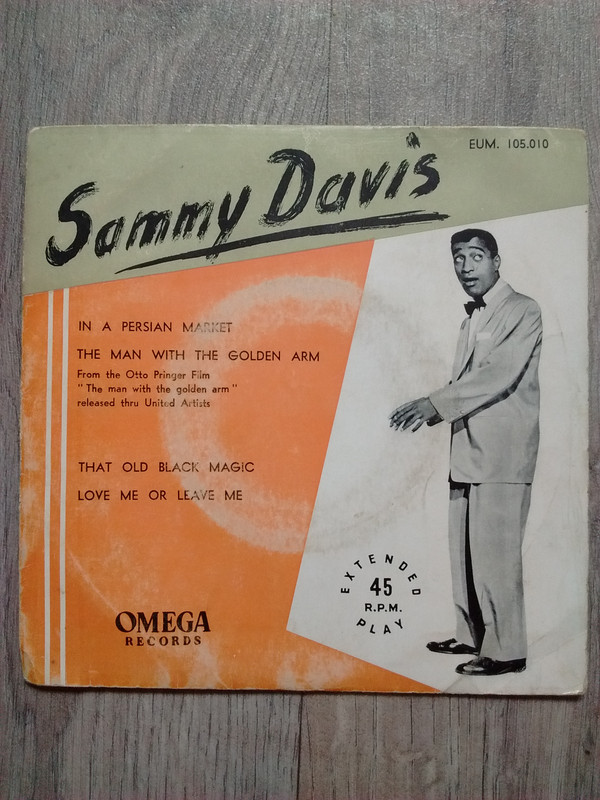 EUM. 105.010
Sammy Davis
IN A PERSIAN MARKET
THE MAN WITH THE GOLDEN ARM
From the Otto Pringer Film
"The man with the golden arm"
released thru United Artists
THAT OLD BLACK MAGIC
LOVE ME OR LEAVE ME
EXTENDED
45
R.P.M.
PLAY
OMEGA
RECORDS